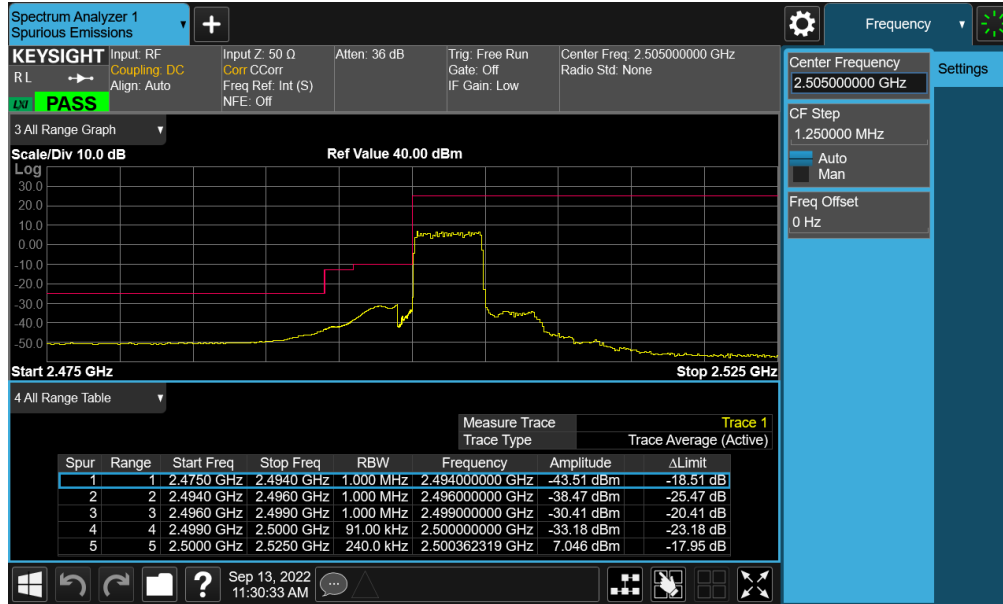 Spectrum Analyzer 1
Spurious Emissions
+
Frequency
KEYSIGHT
R L
LXI
PASS
Input: RF
Coupling: DC
Align: Auto
Input Z: 50 Ω
Corr CCorr
Freq Ref: Int (S)
NFE: Off
Atten: 36 dB
Trig: Free Run
Gate: Off
IF Gain: Low
Center Freq: 2.505000000 GHz
Radio Std: None
Center Frequency
2.505000000 GHz
Settings
CF Step
1.250000 MHz
Auto
Man
Freq Offset
0 Hz
3 All Range Graph
Scale/Div 10.0 dB
Ref Value 40.00 dBm
Log
30.0
20.0
10.0
0.00
-10.0
-20.0
-30.0
-40.0
-50.0
Start 2.475 GHz
Stop 2.525 GHz
4 All Range Table
Measure Trace Trace 1
Trace Type Trace Average (Active)
Spur Range Start Freq Stop Freq RBW Frequency Amplitude ΔLimit
1 1 2.4750 GHz 2.4940 GHz 1.000 MHz 2.494000000 GHz -43.51 dBm -18.51 dB
2 2 2.4940 GHz 2.4960 GHz 1.000 MHz 2.496000000 GHz -38.47 dBm -25.47 dB
3 3 2.4960 GHz 2.4990 GHz 1.000 MHz 2.499000000 GHz -30.41 dBm -20.41 dB
4 4 2.4990 GHz 2.5000 GHz 91.00 kHz 2.500000000 GHz -33.18 dBm -23.18 dB
5 5 2.5000 GHz 2.5250 GHz 240.0 kHz 2.500362319 GHz 7.046 dBm -17.95 dB
?
Sep 13, 2022
11:30:33 AM